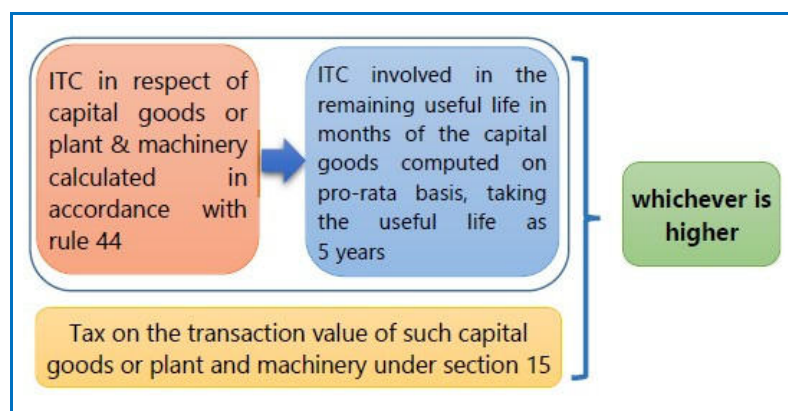 ITC in respect of
capital goods or
plant & machinery
calculated in
accordance with
rule 44
ITC involved in the
remaining useful life in
months of the capital
goods computed on
pro-rata basis, taking
the useful life as
5 years
whichever is
higher
Tax on the transaction value of such capital
goods or plant and machinery under section 15